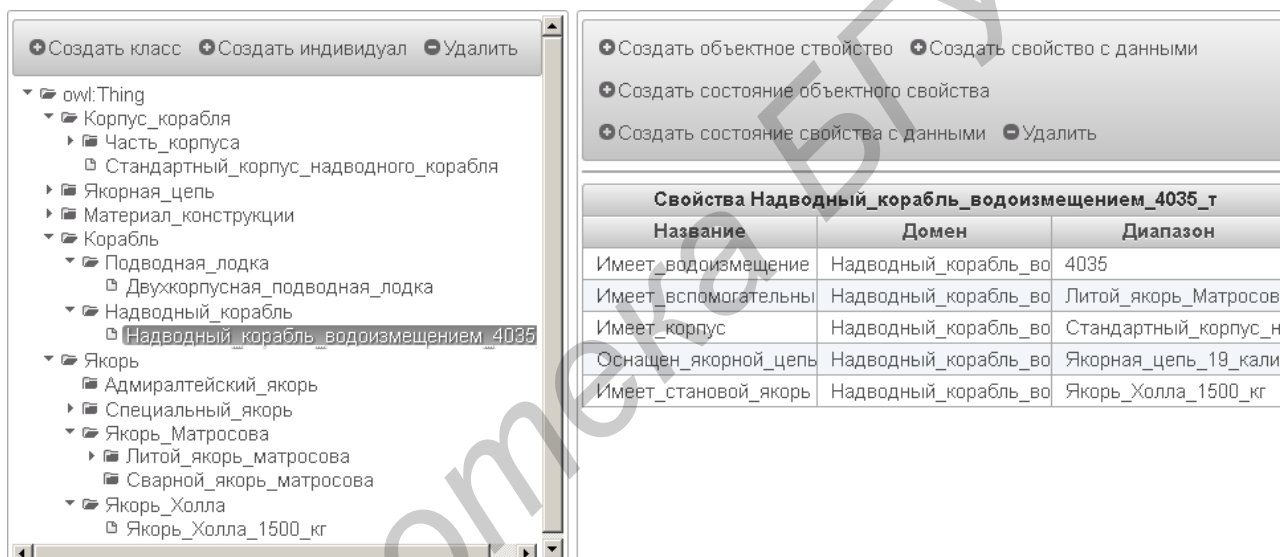 Создать класс Создать индивидуал Удалить
owl:Thing
Корпус_корабля
Часть_корпуса
Стандартный_корпус_надводного_корабля
Якорная_цепь
Материал_конструкции
Корабль
Подводная_лодка
Двухкорпусная_подводная_лодка
Надводный_корабль
Надводный_корабль_водоизмещением_4035
Якорь
Адмиралтейский_якорь
Специальный_якорь
Якорь_Матросова
Литой_якорь_матросова
Сварной_якорь_матросова
Якорь_Холла
Якорь_Холла_1500_кг
Создать объектное ствойство Создать свойство с данными
Создать состояние объектного свойства
Создать состояние свойства с данными Удалить
Свойства Надводный_корабль_водоизмещением_4035_т
Название Домен Диапазон
Имеет_водоизмещение Надводный_корабль_во 4035
Имеет_вспомогательны Надводный_корабль_во Литой_якорь_Матросов
Имеет_корпус Надводный_корабль_во Стандартный_корпус_н
Оснащен_якорной_цепь Надводный_корабль_во Якорная_цепь_19_кали
Имеет_становой_якорь Надводный_корабль_во Якорь_Холла_1500_кг